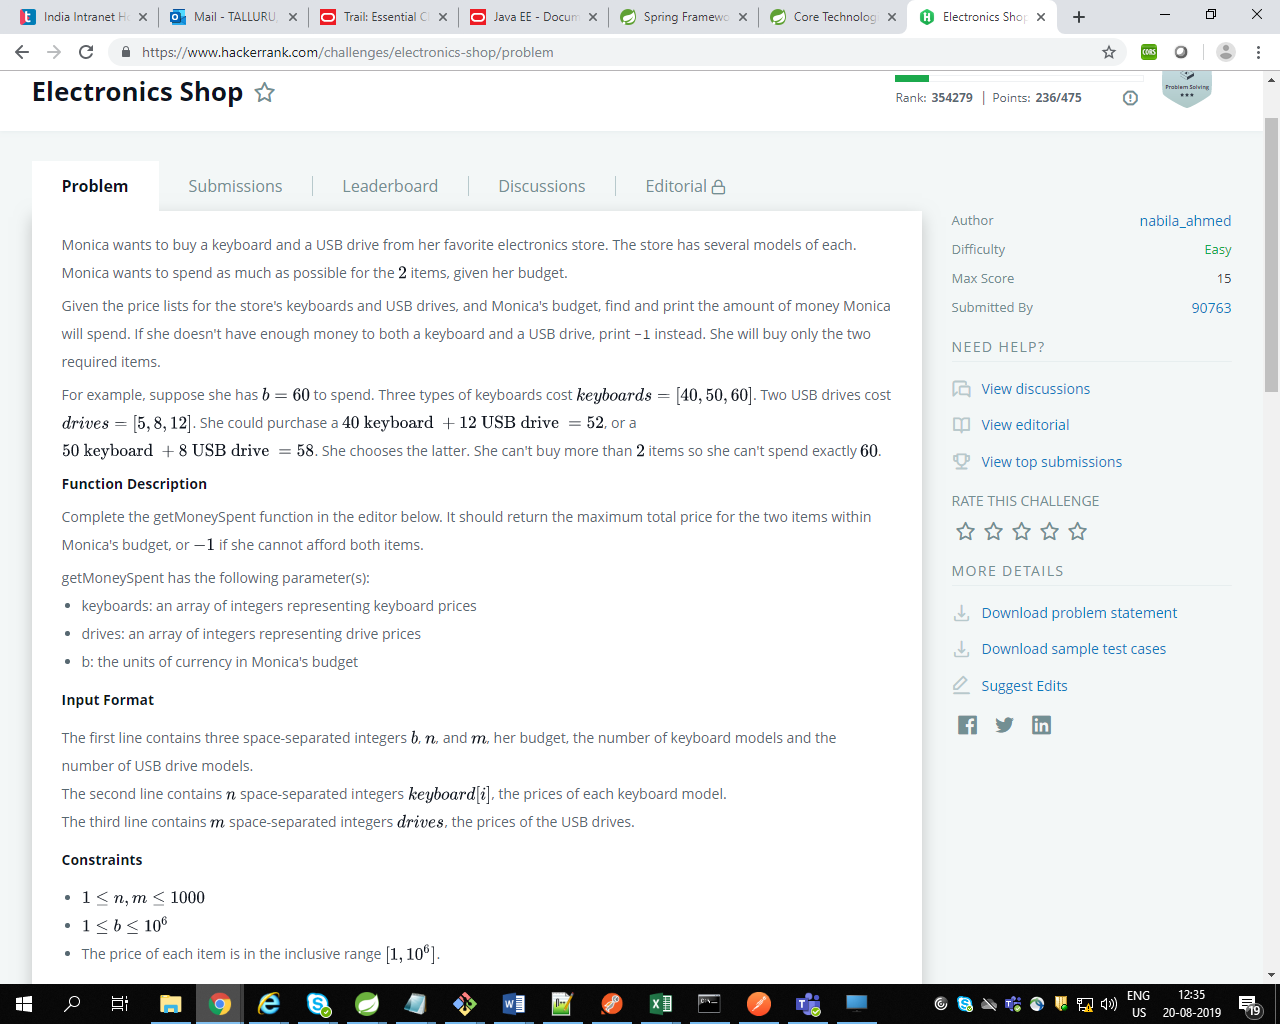 India Intranet Ho
Mail - TALLURU
Trail: Essential C
Java EE - Docum
Spring Framewo
Core Technolog
Electronics Shop
https://www.hackerrank.com/challenges/electronics-shop/problem
CORS
Electronics Shop
Rank: 354279 | Points: 236/475
Problem Solving
Problem
Submissions
Leaderboard
Discussions
Editorial
Monica wants to buy a keyboard and a USB drive from her favorite electronics store. The store has several models of each.
Monica wants to spend as much as possible for the 2 items, given her budget.
Given the price lists for the store's keyboards and USB drives, and Monica's budget, find and print the amount of money Monica
will spend. If she doesn't have enough money to both a keyboard and a USB drive, print -1 instead. She will buy only the two
required items.
For example, suppose she has b = 60 to spend. Three types of keyboards cost keyboards = [40, 50, 60]. Two USB drives cost
drives = [5, 8, 12]. She could purchase a 40 keyboard + 12 USB drive = 52, or a
50 keyboard + 8 USB drive = 58. She chooses the latter. She can't buy more than 2 items so she can't spend exactly 60.
Function Description
Complete the getMoneySpent function in the editor below. It should return the maximum total price for the two items within
Monica's budget, or −1 if she cannot afford both items.
getMoneySpent has the following parameter(s):
• keyboards: an array of integers representing keyboard prices
• drives: an array of integers representing drive prices
• b: the units of currency in Monica's budget
Input Format
The first line contains three space-separated integers b, n, and m, her budget, the number of keyboard models and the
number of USB drive models.
The second line contains n space-separated integers keyboard[i], the prices of each keyboard model.
The third line contains m space-separated integers drives, the prices of the USB drives.
Constraints
• 1 ≤ n, m ≤ 1000
• 1 ≤ b ≤ 10⁶
• The price of each item is in the inclusive range [1, 10⁶].
Author nabila_ahmed
Difficulty Easy
Max Score 15
Submitted By 90763
NEED HELP?
View discussions
View editorial
View top submissions
RATE THIS CHALLENGE
MORE DETAILS
Download problem statement
Download sample test cases
Suggest Edits
ENG
US
12:35
20-08-2019
19